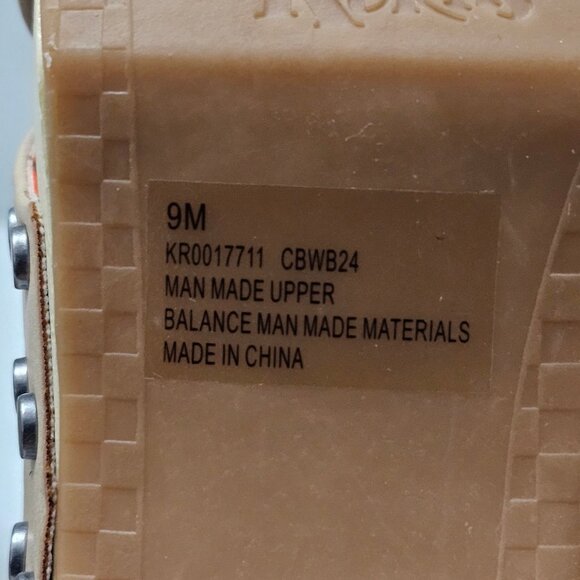 9M
KR0017711 CBWB24
MAN MADE UPPER
BALANCE MAN MADE MATERIALS
MADE IN CHINA